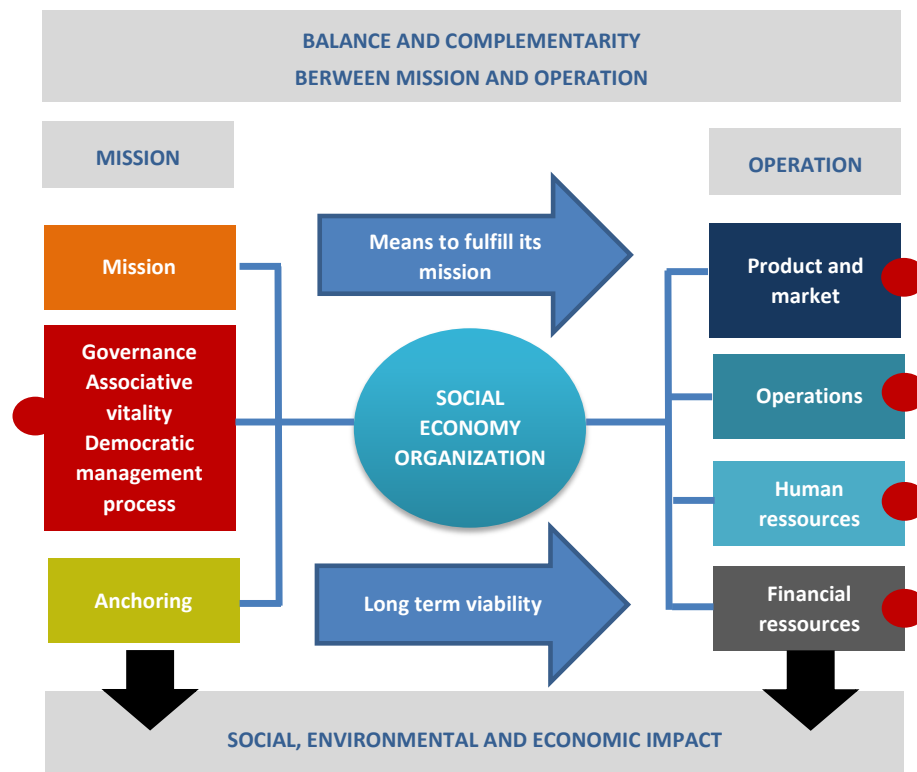 BALANCE AND COMPLEMENTARITY
BERWEEN MISSION AND OPERATION
MISSION
OPERATION
Mission
Means to fulfill its
mission
Product and
market
Governance
Associative
vitality
Democratic
management
process
SOCIAL
ECONOMY
ORGANIZATION
Operations
Human
ressources
Anchoring
Long term viability
Financial
ressources
SOCIAL, ENVIRONMENTAL AND ECONOMIC IMPACT